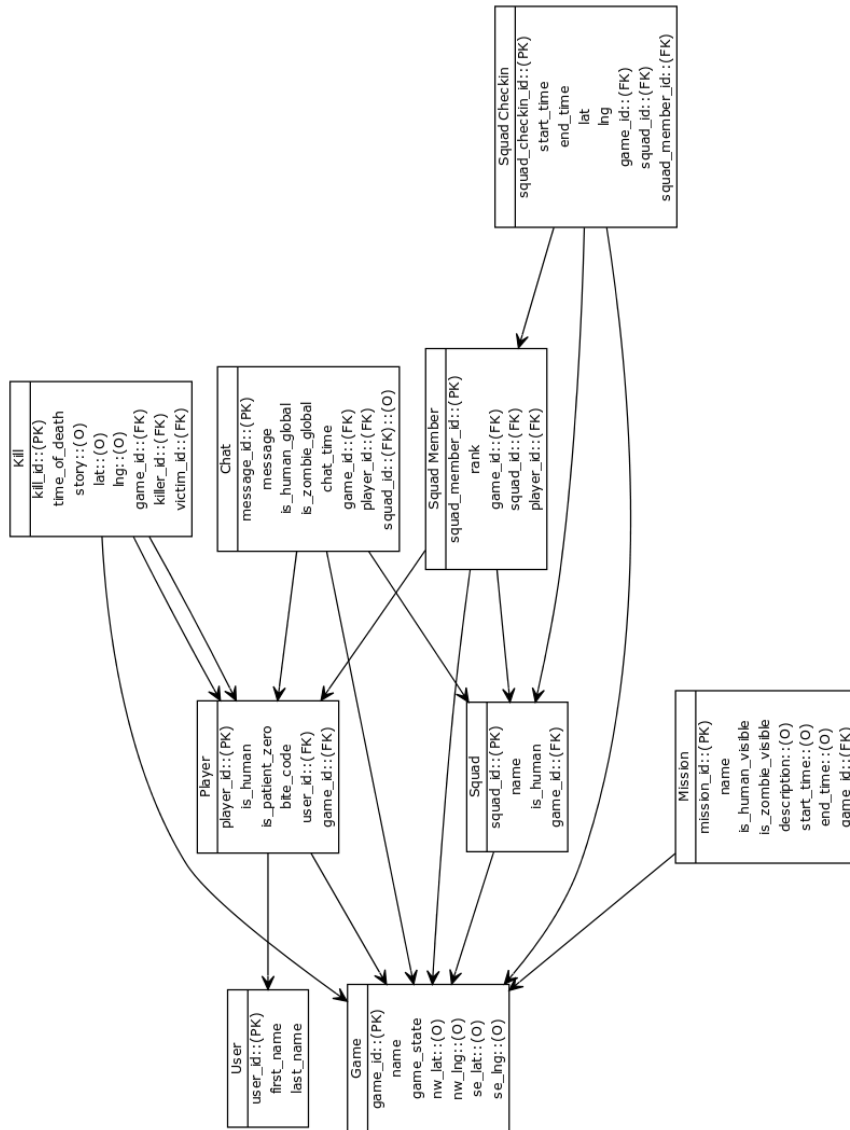 Squad Checkin
squad_checkin_id::(PK)
start_time
end_time
lat
lng
game_id::(FK)
squad_id::(FK)
squad_member_id::(FK)
Kill
kill_id::(PK)
time_of_death
story::(O)
lat::(O)
lng::(O)
game_id::(FK)
killer_id::(FK)
victim_id::(FK)
Chat
message_id::(PK)
message
is_human_global
is_zombie_global
chat_time
game_id::(FK)
player_id::(FK)
squad_id::(FK)::(O)
Squad Member
squad_member_id::(PK)
rank
game_id::(FK)
squad_id::(FK)
player_id::(FK)
Player
player_id::(PK)
is_human
is_patient_zero
bite_code
user_id::(FK)
game_id::(FK)
Squad
squad_id::(PK)
name
is_human
game_id::(FK)
Mission
mission_id::(PK)
name
is_human_visible
is_zombie_visible
description::(O)
start_time::(O)
end_time::(O)
game_id::(FK)
User
user_id::(PK)
first_name
last_name
Game
game_id::(PK)
name
game_state
nw_lat::(O)
nw_lng::(O)
se_lat::(O)
se_lng::(O)